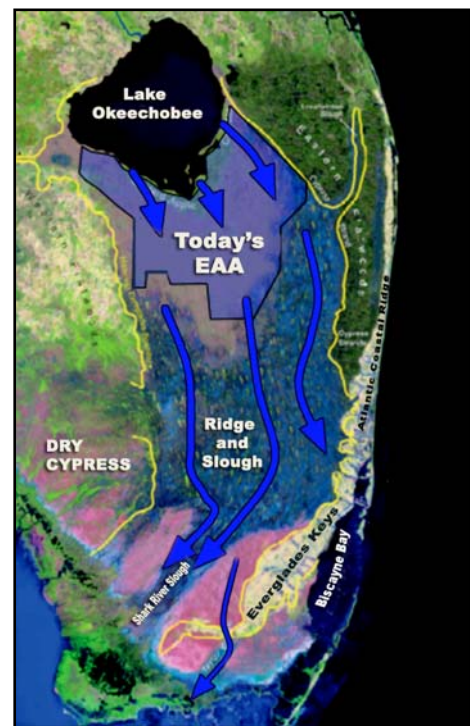 Lake
Okeechobee
Eastern
Today's
EAA
Atlantic Coastal Ridge
Ridge and
Slough
DRY
CYPRESS
Everglades Keys
Biscayne Bay
Shark River Slough